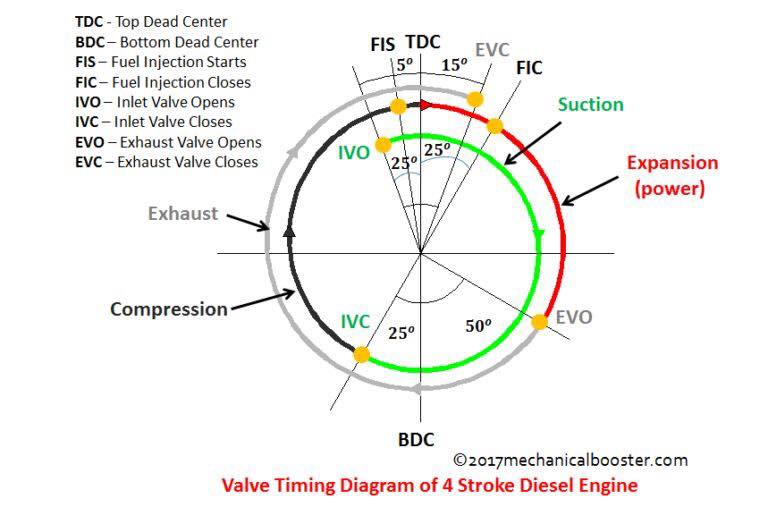 TDC - Top Dead Center
BDC – Bottom Dead Center
FIS – Fuel Injection Starts
FIC – Fuel Injection Closes
IVO – Inlet Valve Opens
IVC – Inlet Valve Closes
EVO – Exhaust Valve Opens
EVC – Exhaust Valve Closes
FIS TDC EVC
5° 15° FIC
Suction
IVO 25° 25°
Expansion
(power)
Exhaust
Compression
IVC 25° 50° EVO
BDC
©2017mechanicalbooster.com
Valve Timing Diagram of 4 Stroke Diesel Engine